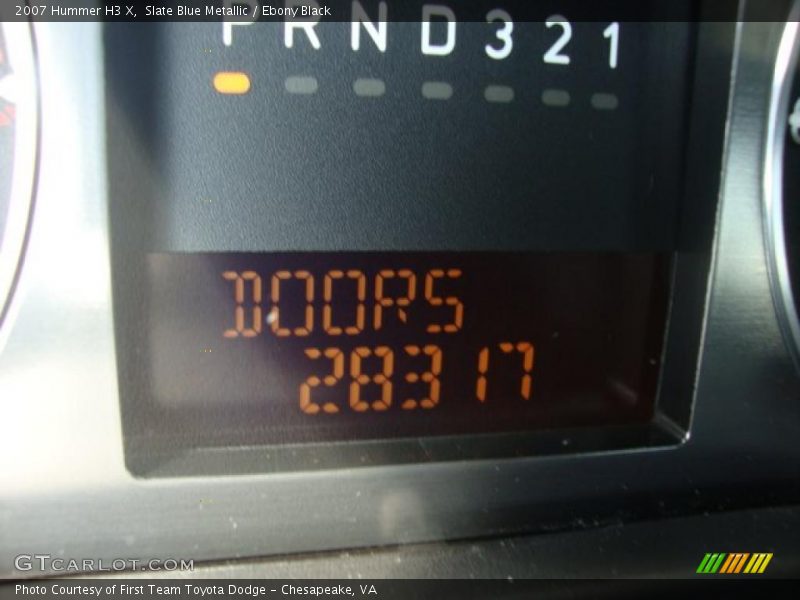 2007 Hummer H3 X, Slate Blue Metallic / Ebony Black
P R N D 3 2 1
DOORS
28317
GTCARLOT.COM
Photo Courtesy of First Team Toyota Dodge - Chesapeake, VA